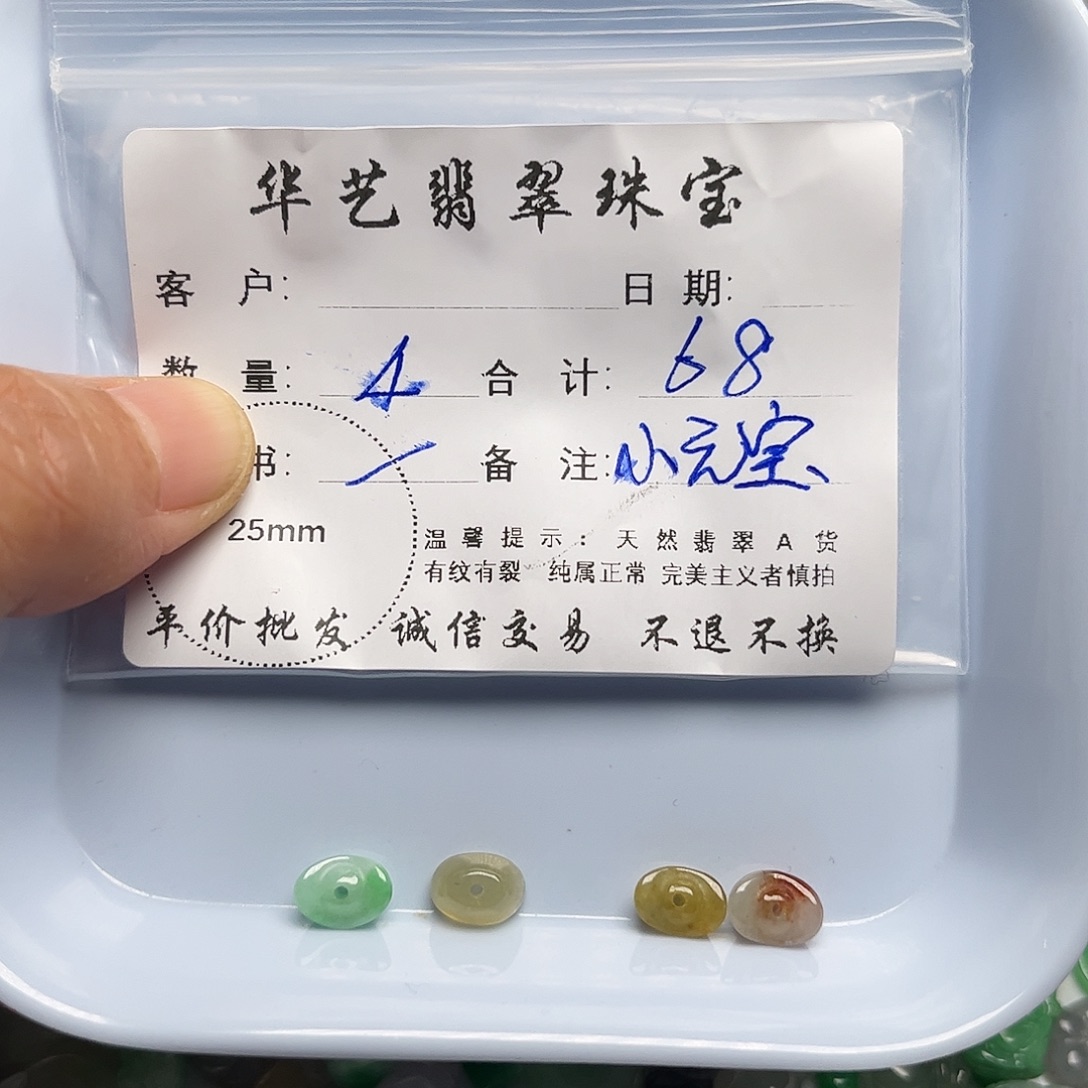 华艺翡翠珠宝
客 户: 日 期:
数 量: 4 合 计: 68
书: 一 备 注: 小元宝
25mm
温馨提示: 天然翡翠A货
有纹有裂 纯属正常 完美主义者慎拍
平价批发 诚信交易 不退不换